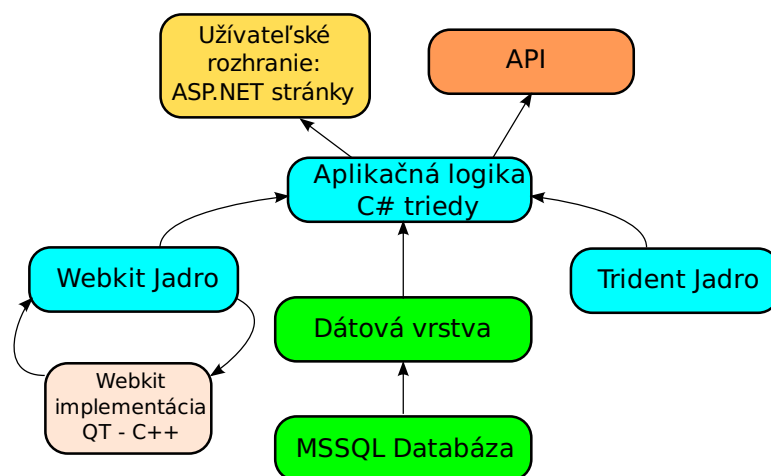 Užívateľské
rozhranie:
ASP.NET stránky
API
Aplikačná logika
C# triedy
Webkit Jadro
Trident Jadro
Dátová vrstva
Webkit
implementácia
QT - C++
MSSQL Databáza